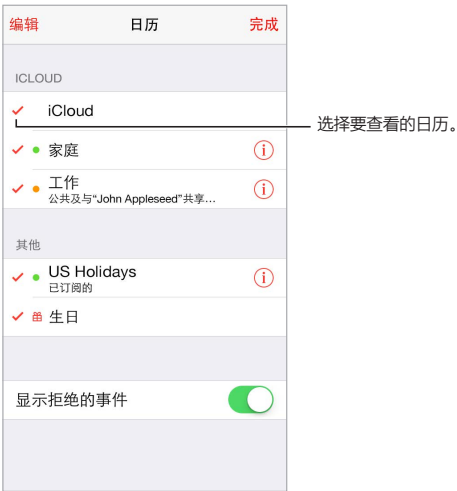 编辑 日历 完成
ICLOUD
iCloud
选择要查看的日历。
家庭
工作
公共及与“John Appleseed”共享...
其他
US Holidays
已订阅的
生日
显示拒绝的事件